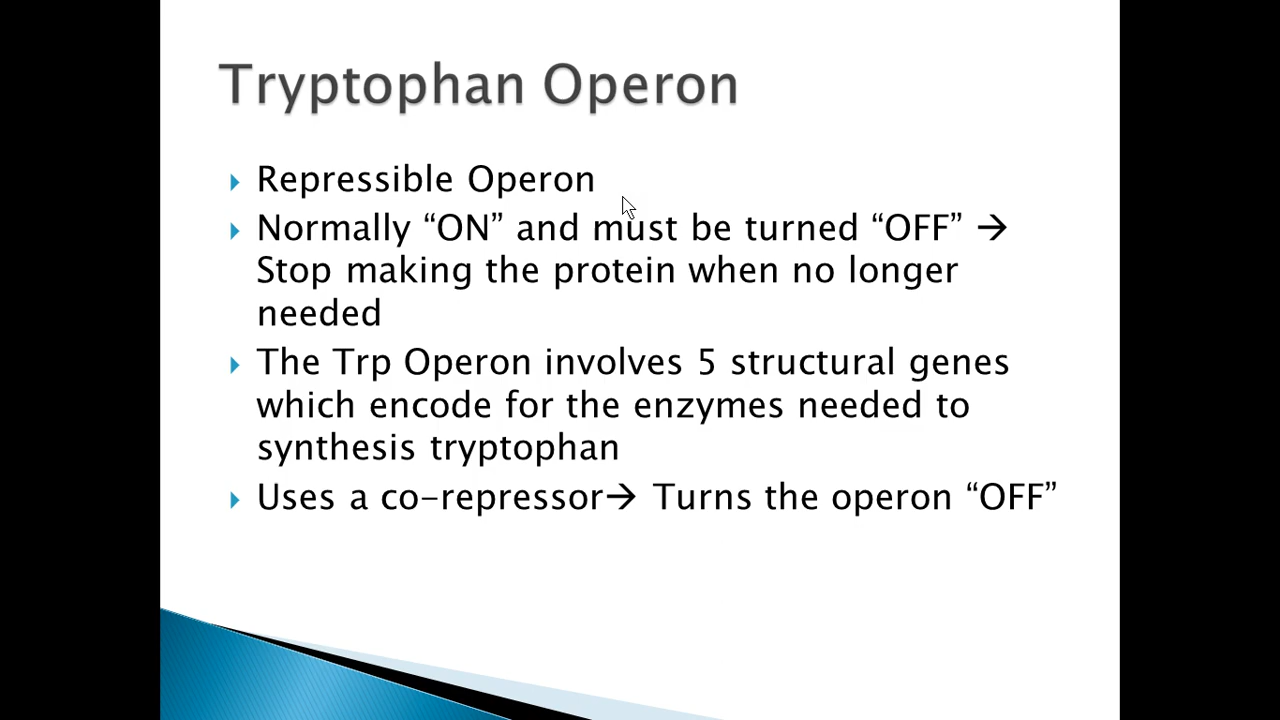 Tryptophan Operon
Repressible Operon
Normally “ON” and must be turned “OFF” →
Stop making the protein when no longer
needed
The Trp Operon involves 5 structural genes
which encode for the enzymes needed to
synthesis tryptophan
Uses a co-repressor→ Turns the operon “OFF”